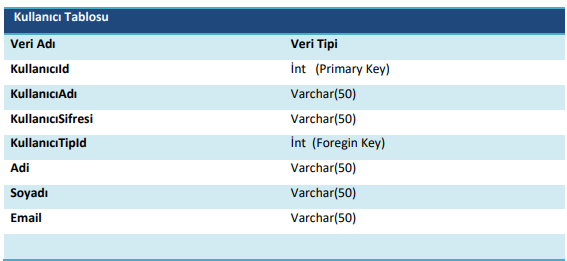 Kullanıcı Tablosu
Veri Adı Veri Tipi
KullanıcıId İnt (Primary Key)
KullanıcıAdı Varchar(50)
KullanıcıSifresi Varchar(50)
KullanıcıTipId İnt (Foregin Key)
Adi Varchar(50)
Soyadı Varchar(50)
Email Varchar(50)